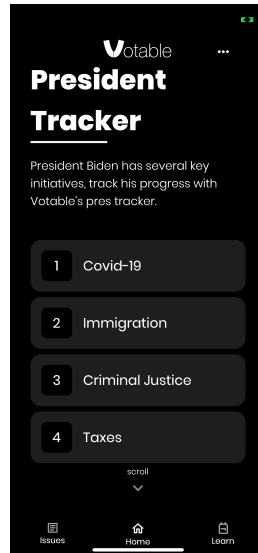 Votable
President
Tracker
President Biden has several key
initiatives, track his progress with
Votable's pres tracker.
1 Covid-19
2 Immigration
3 Criminal Justice
4 Taxes
scroll
Issues Home Learn